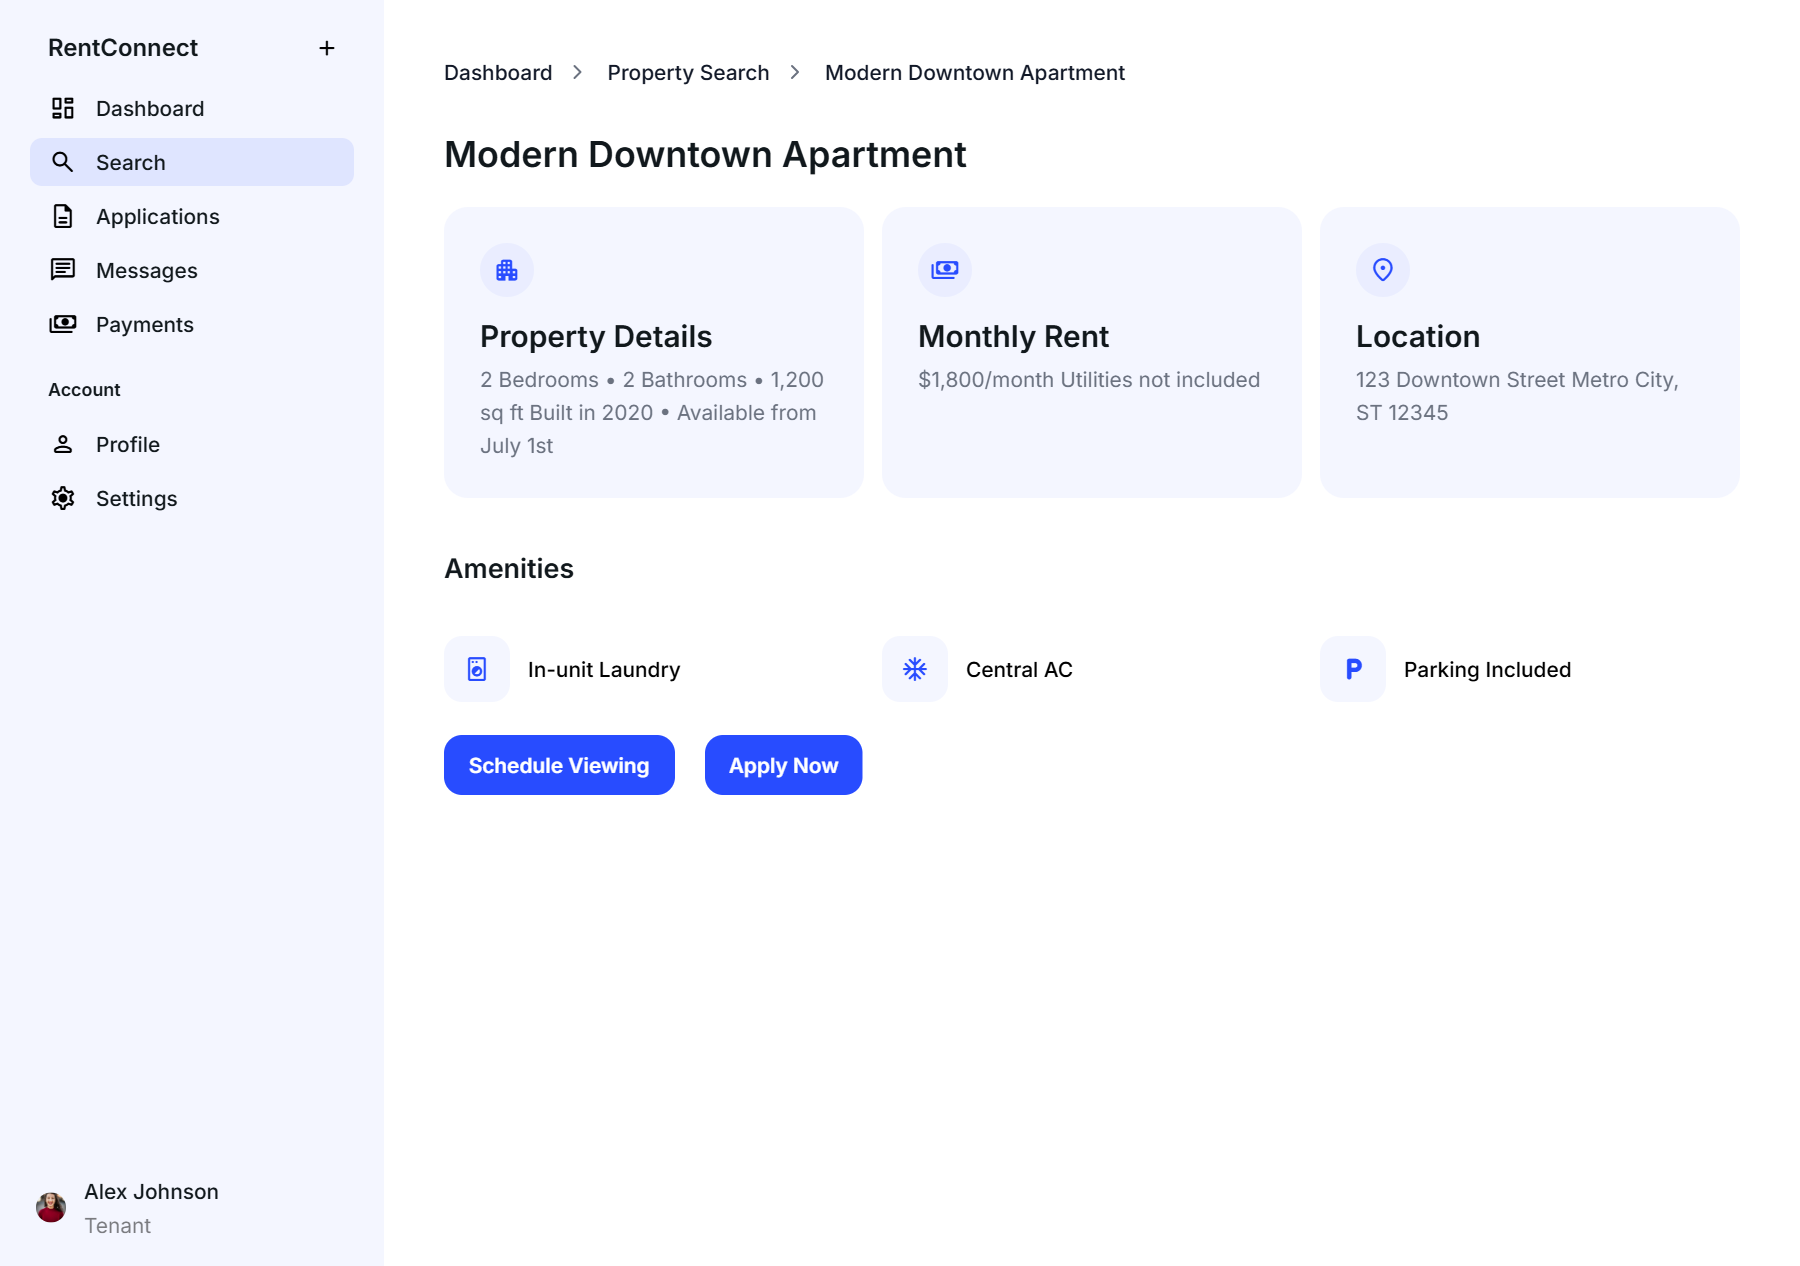 RentConnect
Dashboard
Search
Applications
Messages
Payments
Account
Profile
Settings
Alex Johnson
Tenant
Dashboard
Property Search
Modern Downtown Apartment
Modern Downtown Apartment
Property Details
2 Bedrooms • 2 Bathrooms • 1,200
sq ft Built in 2020 • Available from
July 1st
Monthly Rent
$1,800/month Utilities not included
Location
123 Downtown Street Metro City,
ST 12345
Amenities
In-unit Laundry
Central AC
P
Parking Included
Schedule Viewing
Apply Now